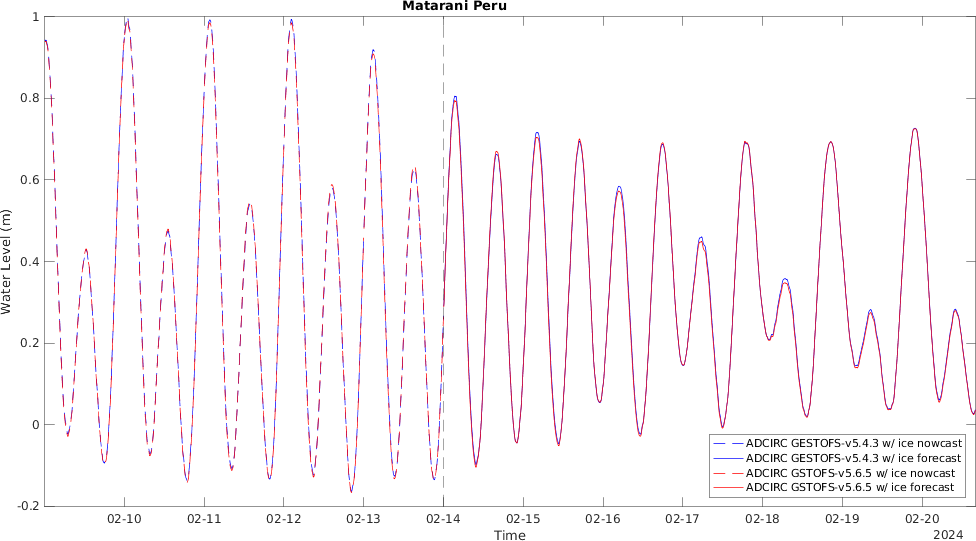 Matarani Peru
1
0.8
0.6
0.4
0.2
0
-0.2
Water Level (m)
ADCIRC GESTOFS-v5.4.3 w/ ice nowcast
ADCIRC GESTOFS-v5.4.3 w/ ice forecast
ADCIRC GSTOFS-v5.6.5 w/ ice nowcast
ADCIRC GSTOFS-v5.6.5 w/ ice forecast
02-10 02-11 02-12 02-13 02-14 02-15 02-16 02-17 02-18 02-19 02-20
Time
2024